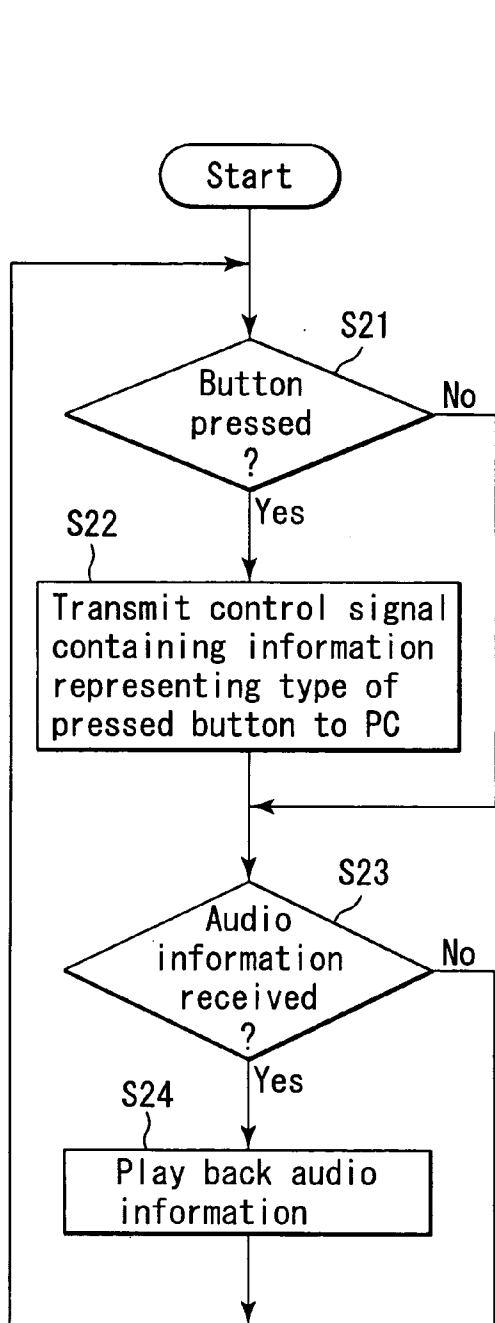 Start
S21
Button
pressed
?
No
Yes
S22
Transmit control signal
containing information
representing type of
pressed button to PC
S23
Audio
information
received
?
No
Yes
S24
Play back audio
information